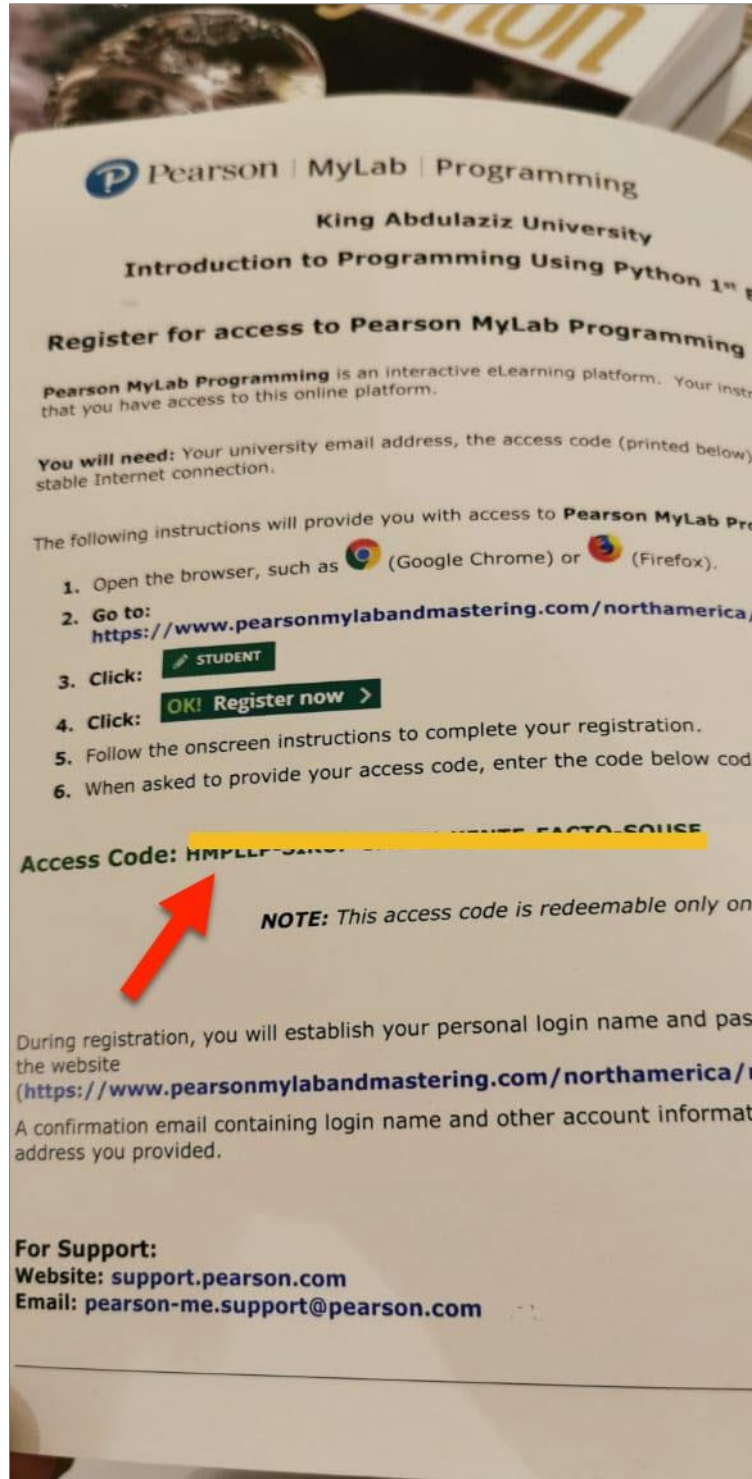 Pearson | MyLab | Programming
King Abdulaziz University
Introduction to Programming Using Python 1st
Register for access to Pearson MyLab Programming
Pearson MyLab Programming is an interactive eLearning platform. Your
that you have access to this online platform.
You will need: Your university email address, the access code (printed below)
stable Internet connection.
The following instructions will provide you with access to Pearson MyLab
1. Open the browser, such as (Google Chrome) or (Firefox).
2. Go to:
https://www.pearsonmylabandmastering.com/northamerica/
3. Click: STUDENT
4. Click: OK! Register now >
5. Follow the onscreen instructions to complete your registration.
6. When asked to provide your access code, enter the code below
Access Code:
NOTE: This access code is redeemable only
During registration, you will establish your personal login name and
the website
(https://www.pearsonmylabandmastering.com/northamerica/
A confirmation email containing login name and other account
address you provided.
For Support:
Website: support.pearson.com
Email: pearson-me.support@pearson.com